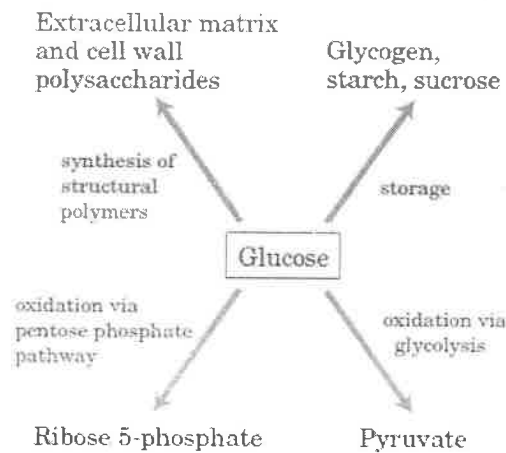 Extracellular matrix
and cell wall
polysaccharides
Glycogen,
starch, sucrose
synthesis of
structural
polymers
storage
Glucose
oxidation via
pentose phosphate
pathway
oxidation via
glycolysis
Ribose 5-phosphate
Pyruvate